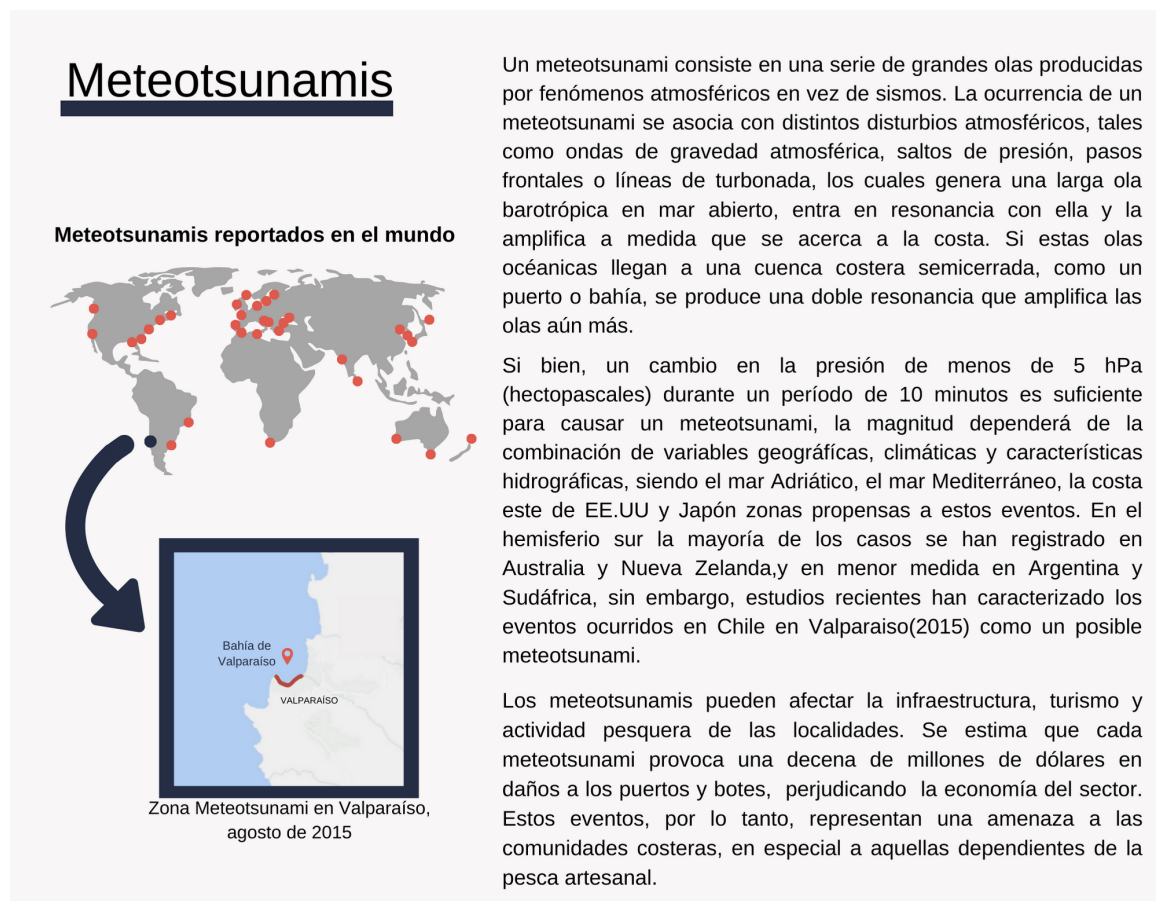 Meteotsunamis
Meteotsunamis reportados en el mundo
Bahía de
Valparaíso
VALPARAÍSO
Zona Meteotsunami en Valparaíso,
agosto de 2015
Un meteotsunami consiste en una serie de grandes olas producidas
por fenómenos atmosféricos en vez de sismos. La ocurrencia de un
meteotsunami se asocia con distintos disturbios atmosféricos, tales
como ondas de gravedad atmosférica, saltos de presión, pasos
frontales o líneas de turbonada, los cuales genera una larga ola
barotrópica en mar abierto, entra en resonancia con ella y la
amplifica a medida que se acerca a la costa. Si estas olas
océanicas llegan a una cuenca costera semicerrada, como un
puerto o bahía, se produce una doble resonancia que amplifica las
olas aún más.
Si bien, un cambio en la presión de menos de 5 hPa
(hectopascales) durante un período de 10 minutos es suficiente
para causar un meteotsunami, la magnitud dependerá de la
combinación de variables geográfícas, climáticas y características
hidrográficas, siendo el mar Adriático, el mar Mediterráneo, la costa
este de EE.UU y Japón zonas propensas a estos eventos. En el
hemisferio sur la mayoría de los casos se han registrado en
Australia y Nueva Zelanda,y en menor medida en Argentina y
Sudáfrica, sin embargo, estudios recientes han caracterizado los
eventos ocurridos en Chile en Valparaiso(2015) como un posible
meteotsunami.
Los meteotsunamis pueden afectar la infraestructura, turismo y
actividad pesquera de las localidades. Se estima que cada
meteotsunami provoca una decena de millones de dólares en
daños a los puertos y botes, perjudicando la economía del sector.
Estos eventos, por lo tanto, representan una amenaza a las
comunidades costeras, en especial a aquellas dependientes de la
pesca artesanal.